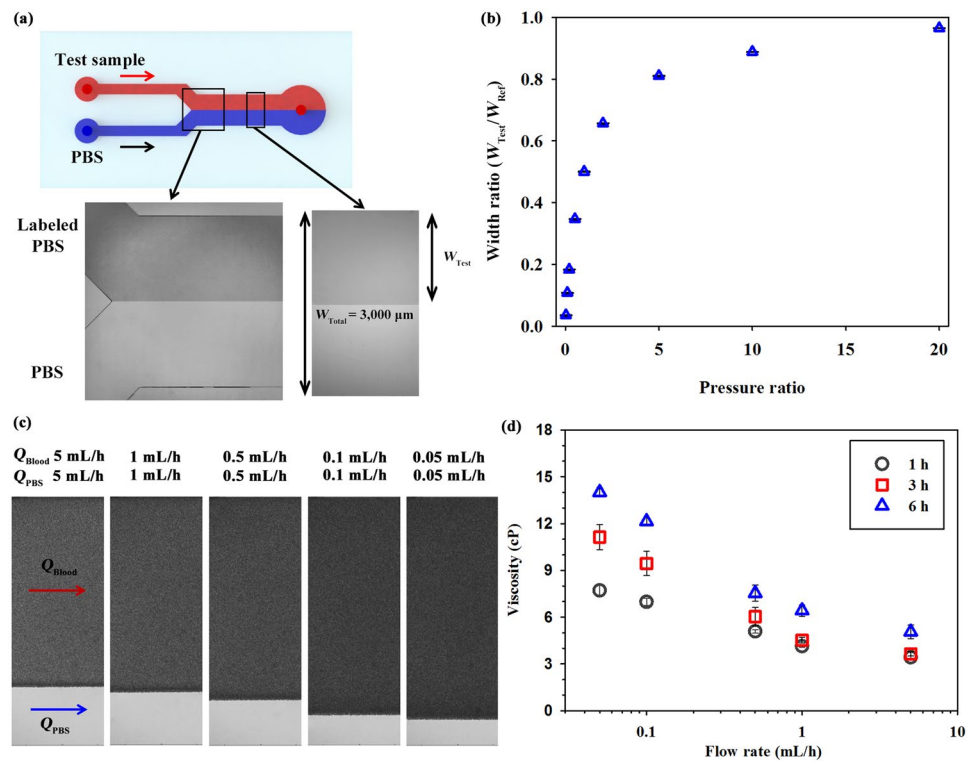 (a)
Test sample
PBS
Labeled
PBS
PBS
W_Test
W_Total = 3,000 µm
(b)
Width ratio (W_Test/W_Ref)
1.0
0.8
0.6
0.4
0.2
0.0
0 5 10 15 20
Pressure ratio
(c)
Q_Blood 5 mL/h 1 mL/h 0.5 mL/h 0.1 mL/h 0.05 mL/h
Q_PBS 5 mL/h 1 mL/h 0.5 mL/h 0.1 mL/h 0.05 mL/h
Q_Blood
Q_PBS
(d)
Viscosity (cP)
18
15
12
9
6
3
0
0.1 1 10
Flow rate (mL/h)
1 h
3 h
6 h